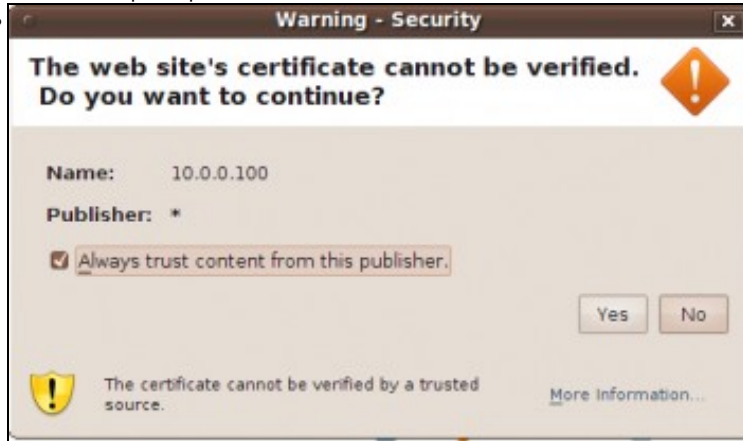 Warning - Security
The web site's certificate cannot be verified.
Do you want to continue?
Name: 10.0.0.100
Publisher: *
Always trust content from this publisher.
Yes No
The certificate cannot be verified by a trusted
source.
More Information...